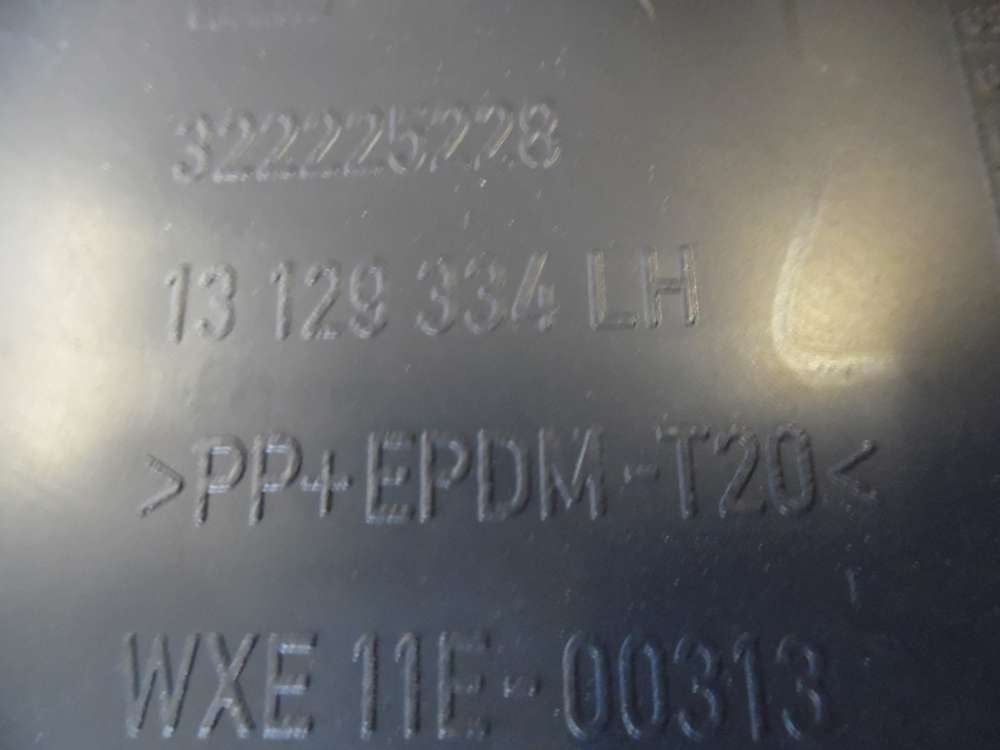 322225228
13 129 334 LH
>PP+EPDM-T20<
WXE 11E-00313